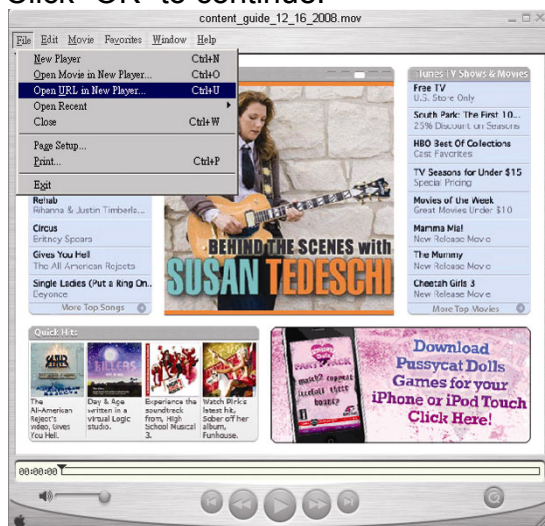 Click "OK" to continue.
content_guide_12_16_2008.mov
File Edit Movie Favorites Window Help
New Player Ctrl+N
Open Movie in New Player... Ctrl+O
Open URL in New Player... Ctrl+U
Open Recent
Close Ctrl+W
Page Setup...
Print... Ctrl+P
Exit
Rehab
Rihanna & Justin Timberla...
Circus
Britney Spears
Gives You Hell
The All American Rejects
Single Ladies (Put a Ring On..
Beyonce
More Top Songs
BEHIND THE SCENES with
SUSAN TEDESCHI
iTunes TV Shows & Movies
Free TV
U.S. Store Only
South Park: The First 10...
25% Discount on Seasons
HBO Best Of Collections
Cast Favorites
TV Seasons for Under $15
Special Pricing
Movies of the Week
Great Movies Under $10
Mamma Mia!
New Release Movie
The Mummy
New Release Movie
Cheetah Girls 3
New Release Movie
More Top Movies
Quick Hits
The
All-American
Reject's
video, Gives
You Hell.
KILLERS
Day & Age
written in a
virtual Logic
studio.
Experience the
soundtrack
from, High
School Musical
3.
Watch P!nk's
latest hit,
Sober off her
album,
Funhouse.
Download
Pussycat Dolls
Games for your
iPhone or iPod Touch
Click Here!
00:00:00